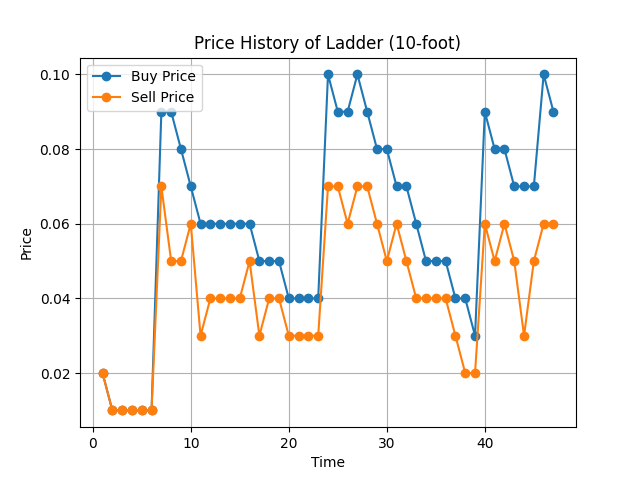 Price History of Ladder (10-foot)
Buy Price
Sell Price
0.10
0.08
0.06
0.04
0.02
Price
0 10 20 30 40
Time